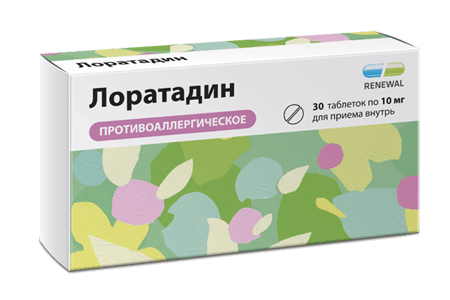 Лоратадин
Лоратадин
ПРОТИВОАЛЛЕРГИЧЕСКОЕ
RENEWAL
30 таблеток по 10 мг
для приема внутрь